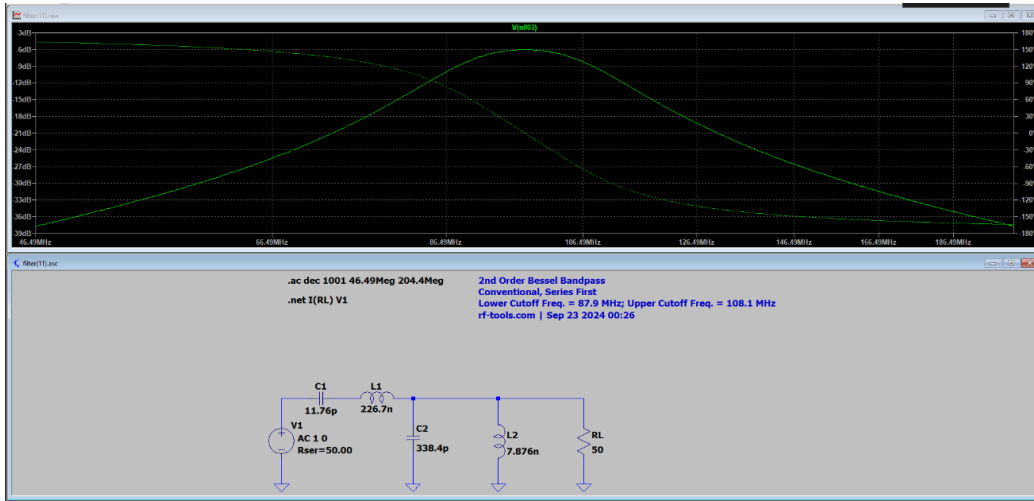 filter(11).raw
V(n003)
-3dB
-6dB
-9dB
-12dB
-15dB
-18dB
-21dB
-24dB
-27dB
-30dB
-33dB
-36dB
-39dB
180°
150°
120°
90°
60°
30°
0°
-30°
-60°
-90°
-120°
-150°
-180°
46.49MHz 66.49MHz 86.49MHz 106.49MHz 126.49MHz 146.49MHz 166.49MHz 186.49MHz
filter(11).asc
.ac dec 1001 46.49Meg 204.4Meg
.net I(RL) V1
2nd Order Bessel Bandpass
Conventional, Series First
Lower Cutoff Freq. = 87.9 MHz; Upper Cutoff Freq. = 108.1 MHz
rf-tools.com | Sep 23 2024 00:26
C1
11.76p
L1
226.7n
V1
AC 1 0
Rser=50.00
C2
338.4p
L2
7.876n
RL
50